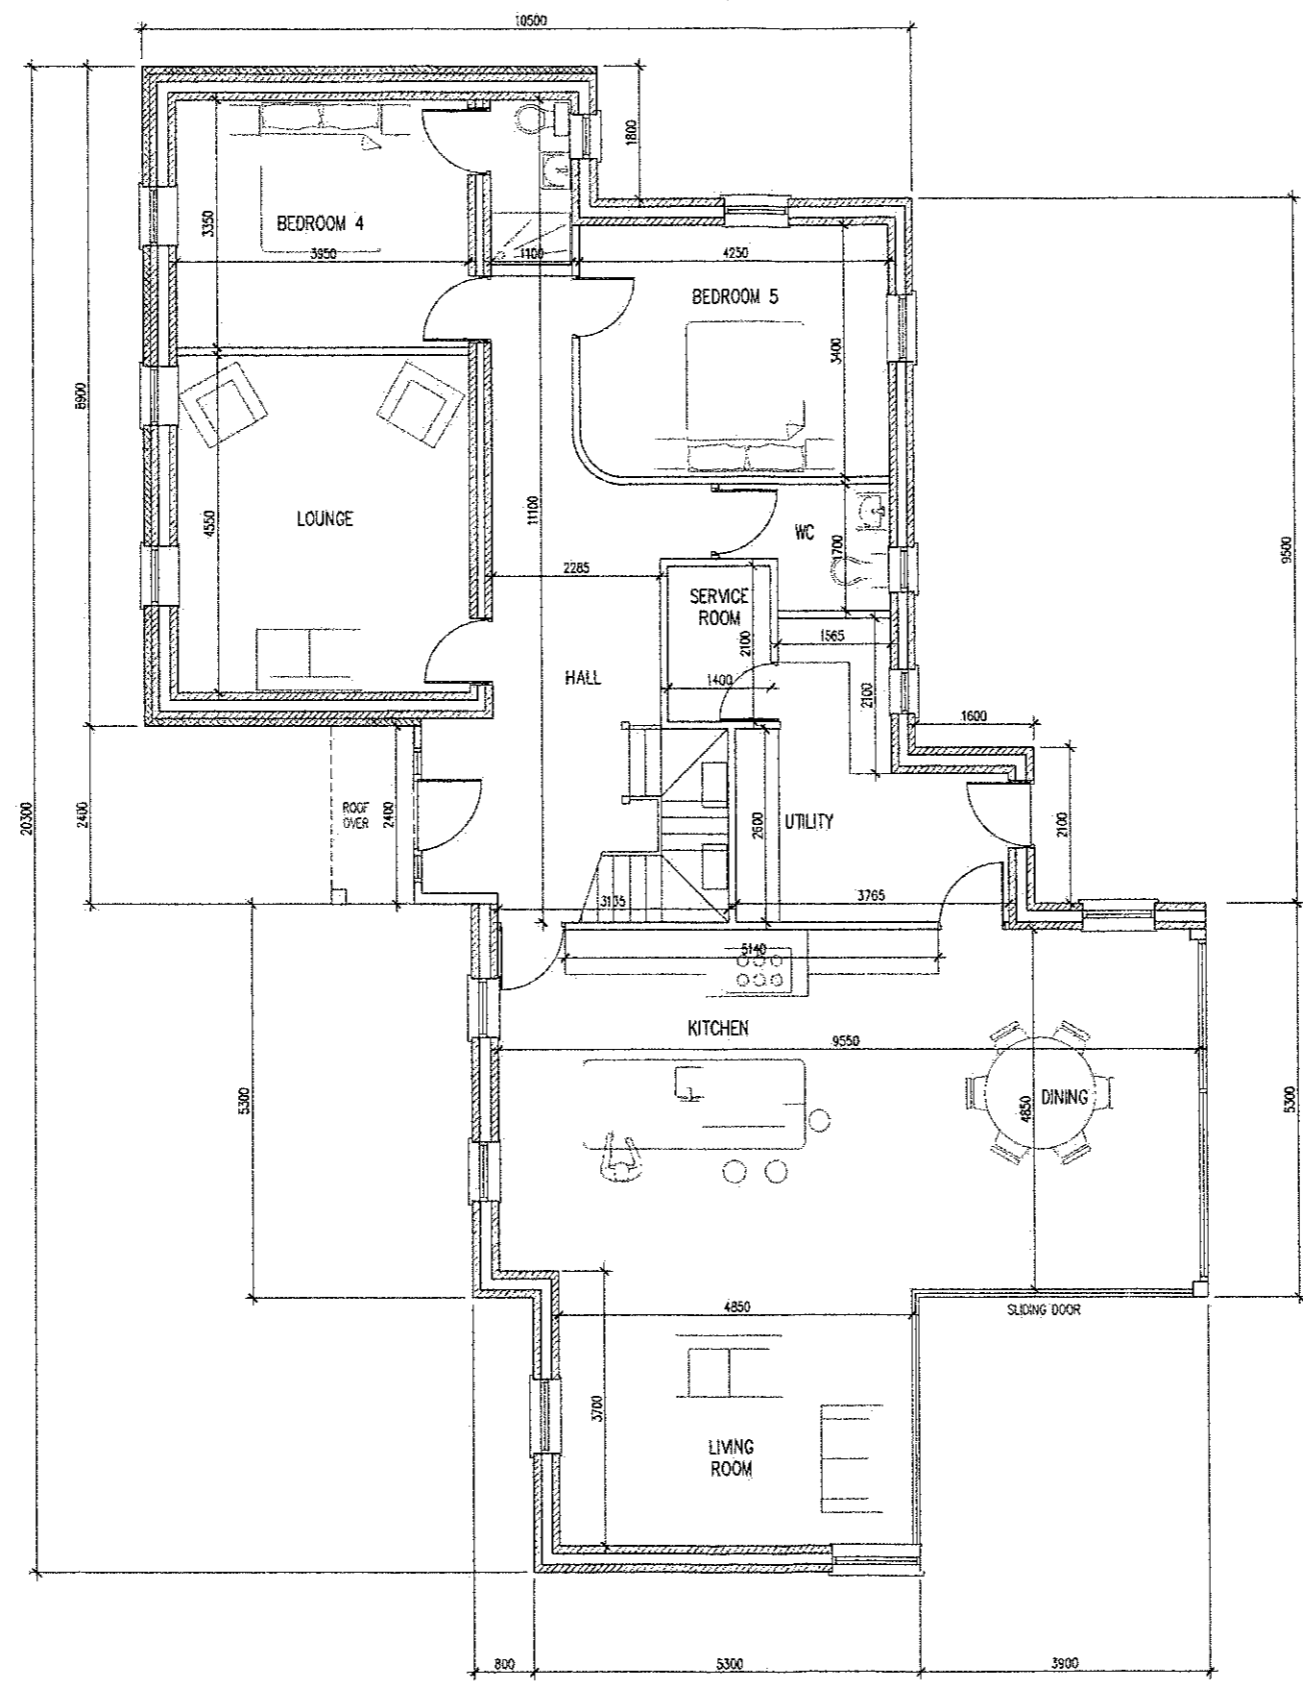 10500
1800
BEDROOM 4
3350
3950
1100
4250
BEDROOM 5
3400
8900
LOUNGE
4550
11100
WC
1700
9500
2285
SERVICE
ROOM
2100
1565
1400
HALL
2100
1600
20300
2400
ROOF
OVER
2400
2600
UTILITY
2100
3135
3765
5140
KITCHEN
9550
5300
DINING
4850
5300
4850
SLIDING DOOR
3700
LIVING
ROOM
800
5300
3900